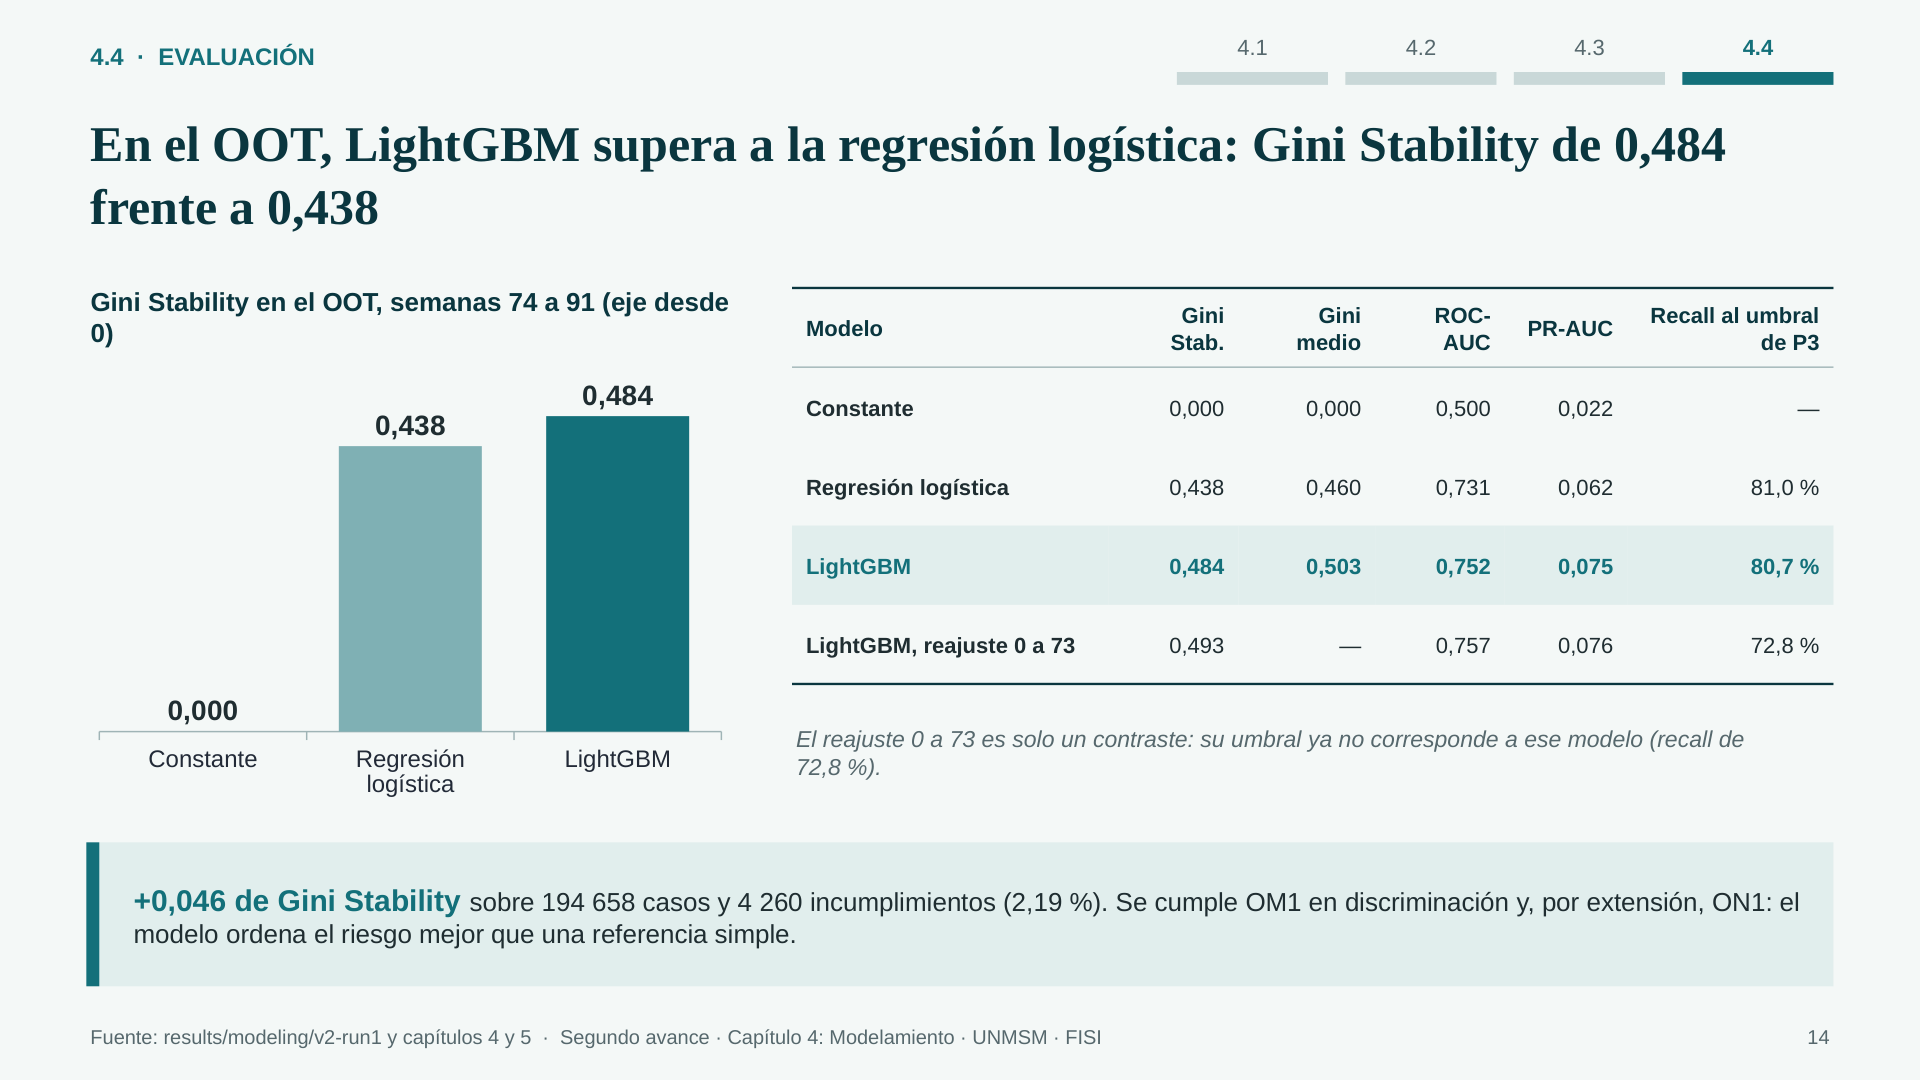 4.4 · EVALUACIÓN
4.1 4.2 4.3 4.4
En el OOT, LightGBM supera a la regresión logística: Gini Stability de 0,484
frente a 0,438
Gini Stability en el OOT, semanas 74 a 91 (eje desde
0)
0,000 0,438 0,484
Constante Regresión LightGBM
logística
Modelo Gini Gini ROC- PR-AUC Recall al umbral
Stab. medio AUC de P3
Constante 0,000 0,000 0,500 0,022 —
Regresión logística 0,438 0,460 0,731 0,062 81,0 %
LightGBM 0,484 0,503 0,752 0,075 80,7 %
LightGBM, reajuste 0 a 73 0,493 — 0,757 0,076 72,8 %
El reajuste 0 a 73 es solo un contraste: su umbral ya no corresponde a ese modelo (recall de
72,8 %).
+0,046 de Gini Stability sobre 194 658 casos y 4 260 incumplimientos (2,19 %). Se cumple OM1 en discriminación y, por extensión, ON1: el
modelo ordena el riesgo mejor que una referencia simple.
Fuente: results/modeling/v2-run1 y capítulos 4 y 5 · Segundo avance · Capítulo 4: Modelamiento · UNMSM · FISI 14